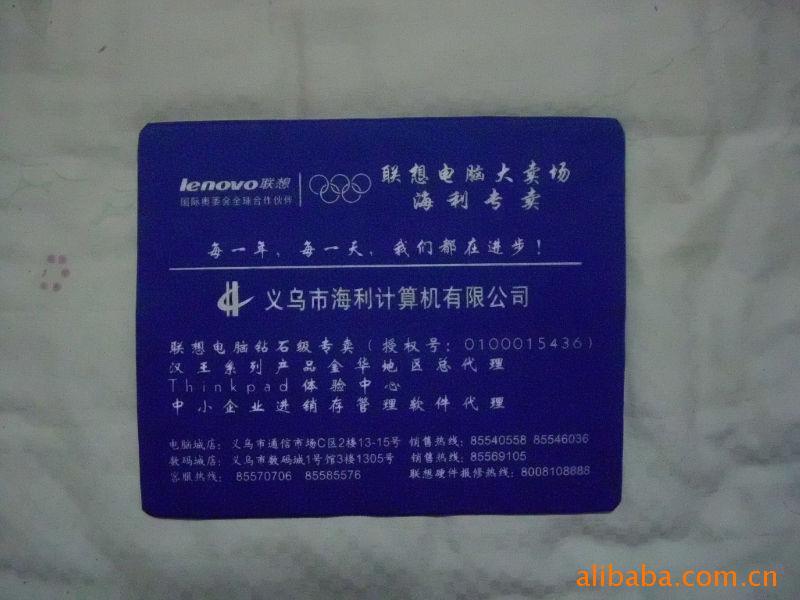 lenovo联想
国际奥委会全球合作伙伴
联想电脑大卖场
海利专卖
每一年，每一天，我们都在进步！
义乌市海利计算机有限公司
联想电脑钻石级专卖（授权号：0100015436）
汉王系列产品金华地区总代理
Thinkpad体验中心
中小企业进销存管理软件代理
电脑城店：义乌市通信市场C区2楼13-15号 销售热线：85540558 85546036
数码城店：义乌市数码城1号馆3楼1305号 销售热线：85569105
客服热线：85570706 85585576 联想硬件报修热线：8008108888
alibaba.com.cn